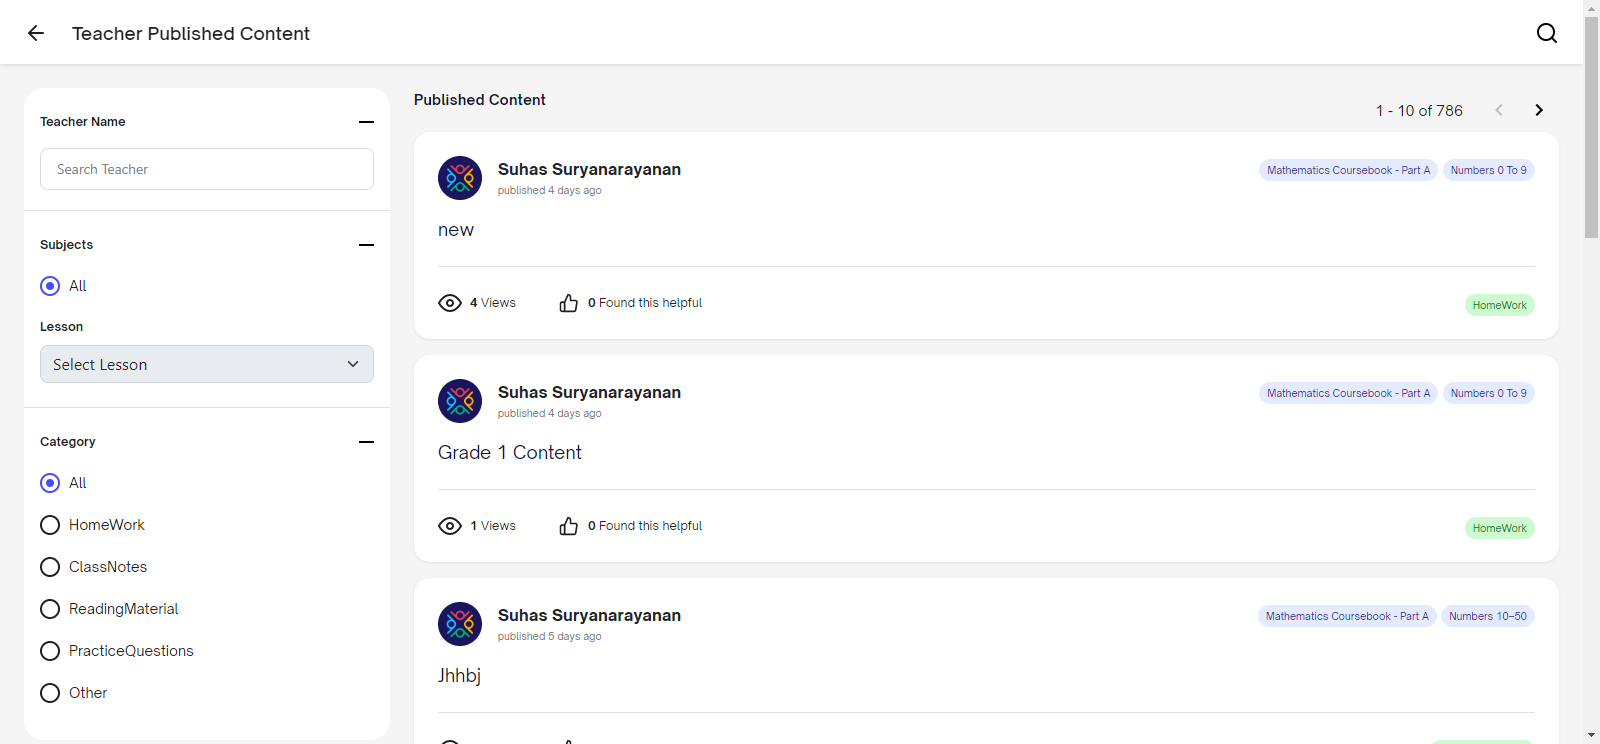 Teacher Published Content
Teacher Name
Search Teacher
Subjects
All
Lesson
Select Lesson
Category
All
HomeWork
ClassNotes
ReadingMaterial
PracticeQuestions
Other
Published Content
1 - 10 of 786
Suhas Suryanarayanan
published 4 days ago
Mathematics Coursebook - Part A
Numbers 0 To 9
new
4 Views
0 Found this helpful
HomeWork
Suhas Suryanarayanan
published 4 days ago
Mathematics Coursebook - Part A
Numbers 0 To 9
Grade 1 Content
1 Views
0 Found this helpful
HomeWork
Suhas Suryanarayanan
published 5 days ago
Mathematics Coursebook - Part A
Numbers 10–50
Jhhbj